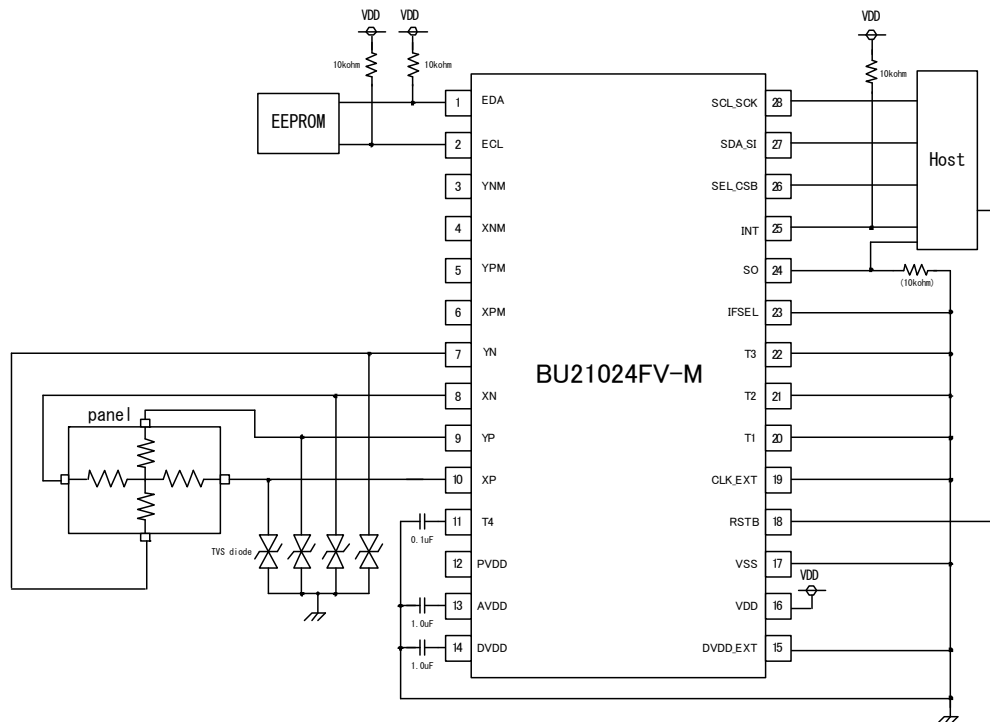 VDD VDD VDD
10kohm 10kohm 10kohm
EEPROM
1 EDA SCL_SCK 28
2 ECL SDA_SI 27
Host
3 YNM SEL_CSB 26
4 XNM INT 25
5 YPM SO 24
(10kohm)
6 XPM IFSEL 23
7 YN T3 22
BU21024FV-M
8 XN T2 21
panel
9 YP T1 20
10 XP CLK_EXT 19
11 T4 RSTB 18
0.1uF
TVS diode
12 PVDD VSS 17
VDD
13 AVDD VDD 16
1.0uF
14 DVDD DVDD_EXT 15
1.0uF